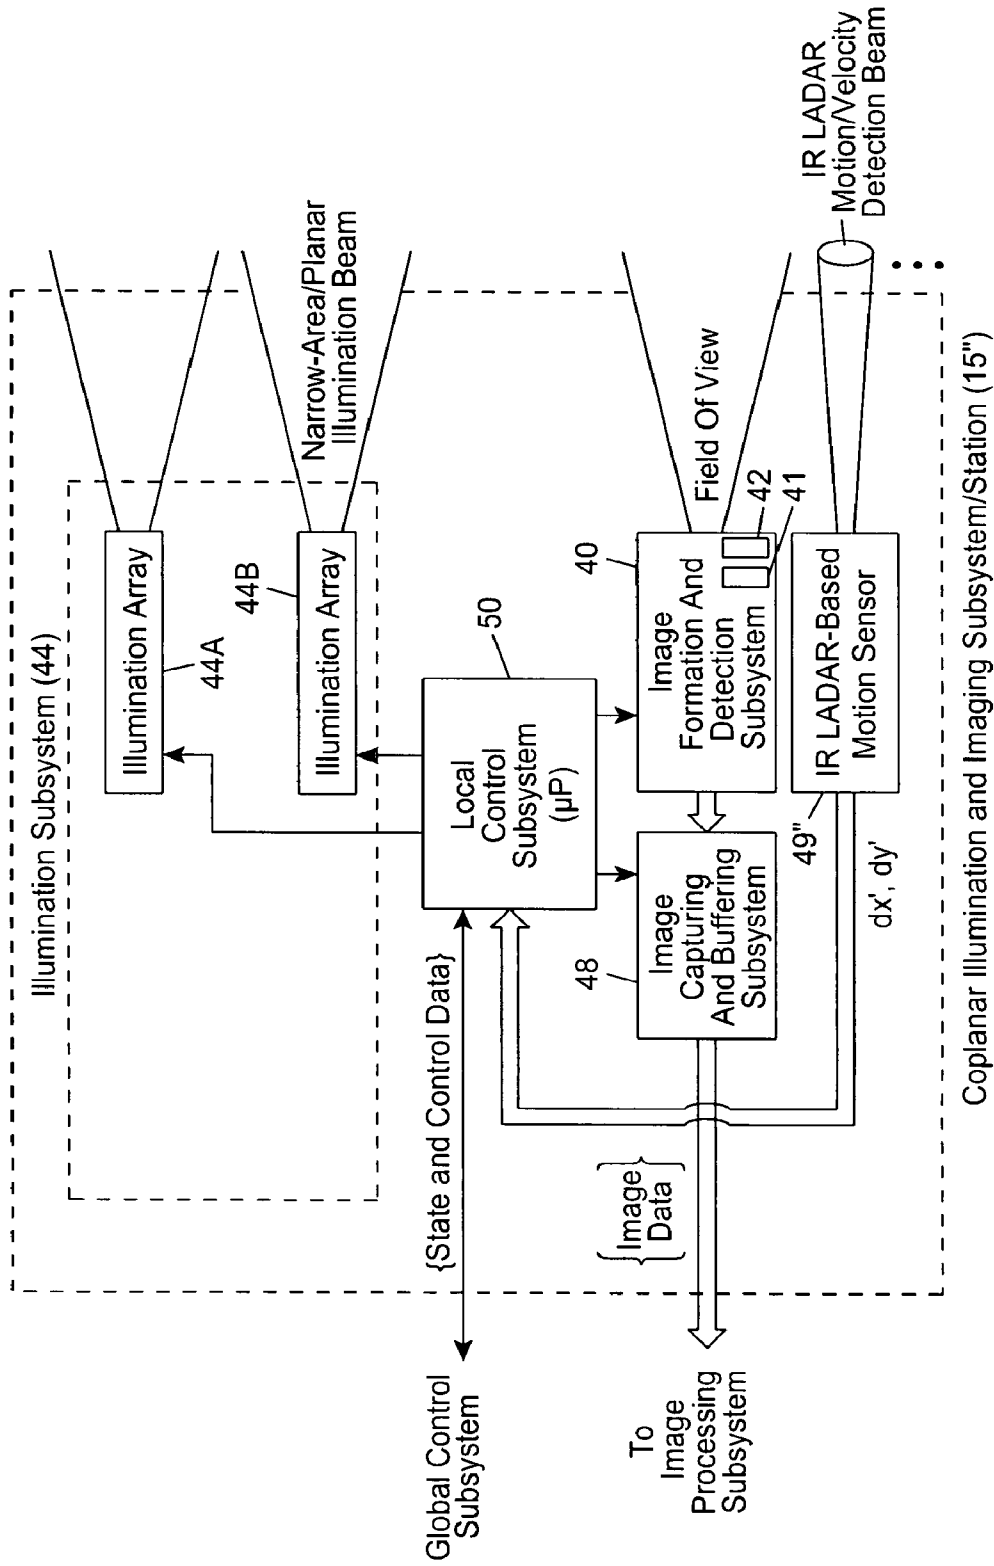 Illumination Subsystem (44)
Illumination Array
44A
44B
Illumination Array
Narrow-Area/Planar
Illumination Beam
Global Control
Subsystem
{State and Control Data}
Local
Control
Subsystem
(µP)
50
To
Image
Processing
Subsystem
Image
Data
48
Image
Capturing
And Buffering
Subsystem
40
Image
Formation And
Detection
Subsystem
42
41
Field Of View
49"
IR LADAR-Based
Motion Sensor
dx', dy'
IR LADAR
Motion/Velocity
Detection Beam
Coplanar Illumination and Imaging Subsystem/Station (15")